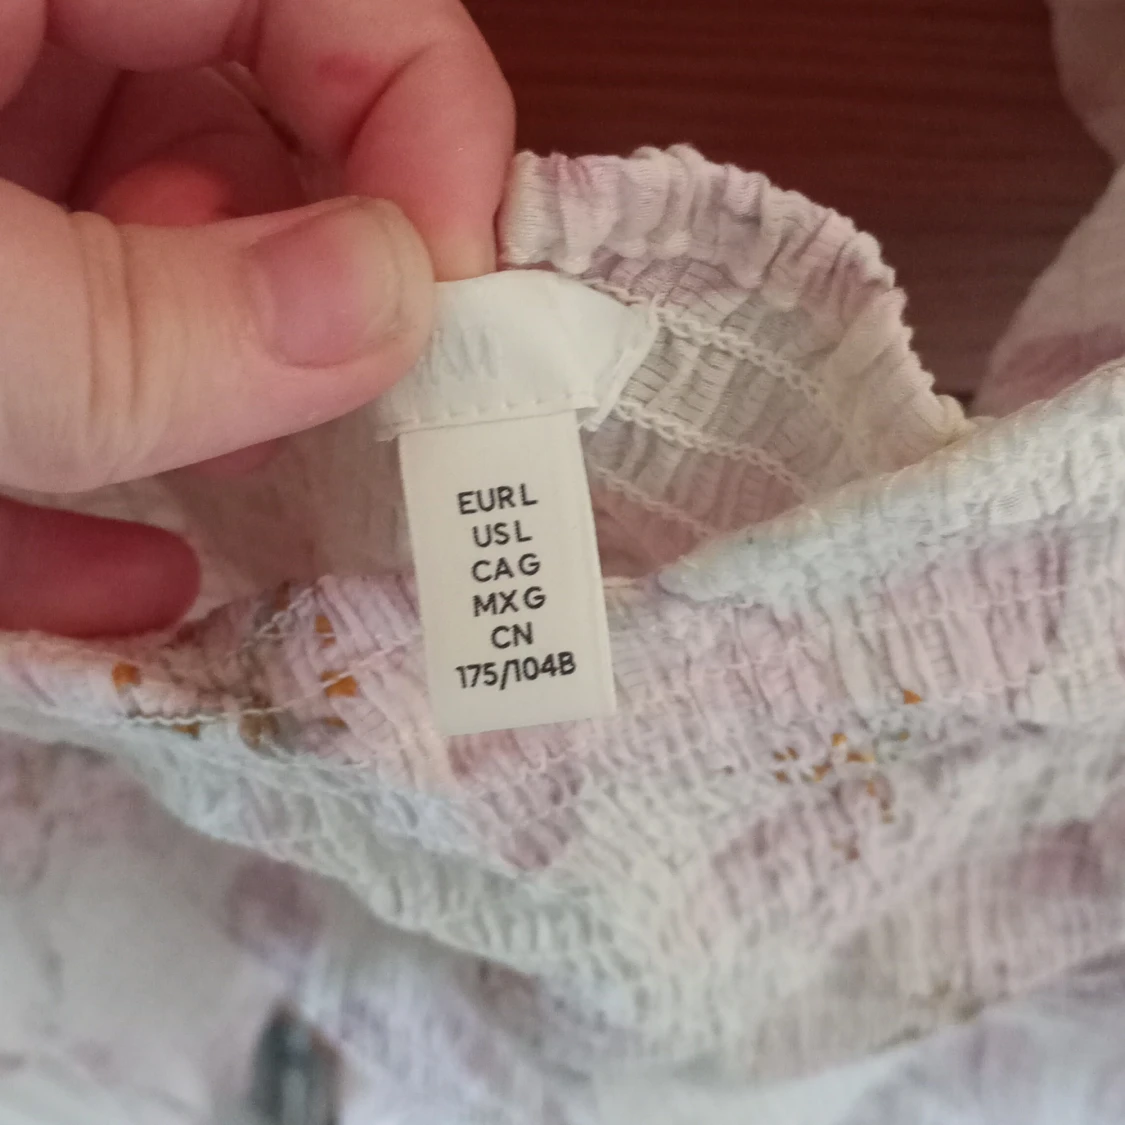 EUR L
US L
CA G
MX G
CN
175/104B